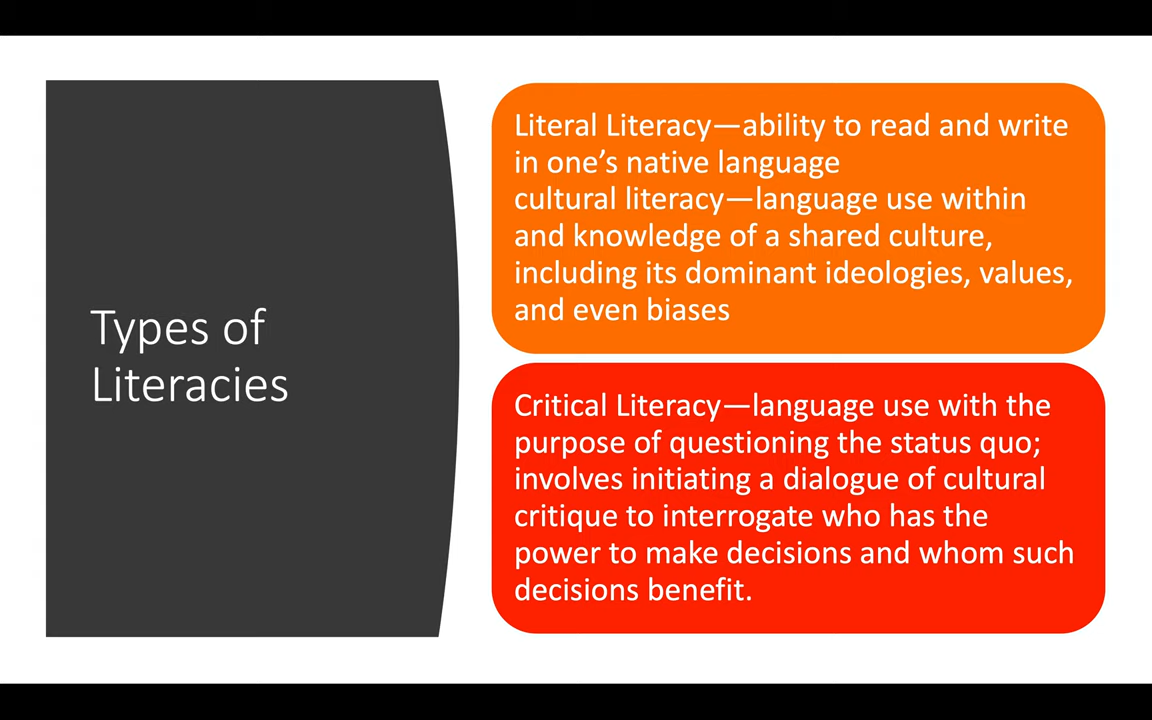 Types of
Literacies
Literal Literacy—ability to read and write
in one’s native language
cultural literacy—language use within
and knowledge of a shared culture,
including its dominant ideologies, values,
and even biases
Critical Literacy—language use with the
purpose of questioning the status quo;
involves initiating a dialogue of cultural
critique to interrogate who has the
power to make decisions and whom such
decisions benefit.